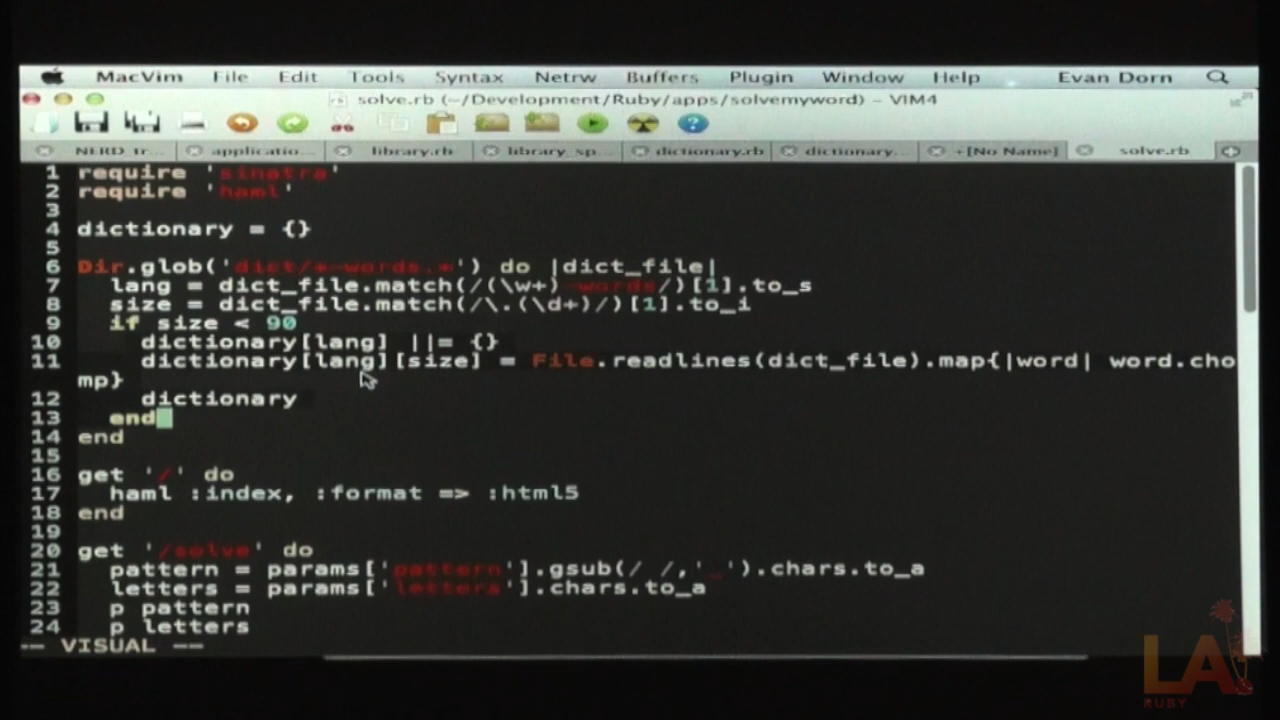 MacVim File Edit Tools Syntax Netrw Buffers Plugin Window Help Evan Dorn
solve.rb (~/Development/Ruby/apps/solvemyword) – VIM4
NERD_tr... applicatio... library.rb library_sp... dictionary.rb dictionary... +[No Name] solve.rb
1 require 'sinatra'
2 require 'haml'
3
4 dictionary = {}
5
6 Dir.glob('dict/*-words.*') do |dict_file|
7 lang = dict_file.match(/(\w+)-words/)[1].to_s
8 size = dict_file.match(/\.(\d+)/)[1].to_i
9 if size < 90
10 dictionary[lang] ||= {}
11 dictionary[lang][size] = File.readlines(dict_file).map{|word| word.cho
mp}
12 dictionary
13 end
14 end
15
16 get '/' do
17 haml :index, :format => :html5
18 end
19
20 get '/solve' do
21 pattern = params['pattern'].gsub(/ /,'_').chars.to_a
22 letters = params['letters'].chars.to_a
23 p pattern
24 p letters
-- VISUAL --
LA
RUBY